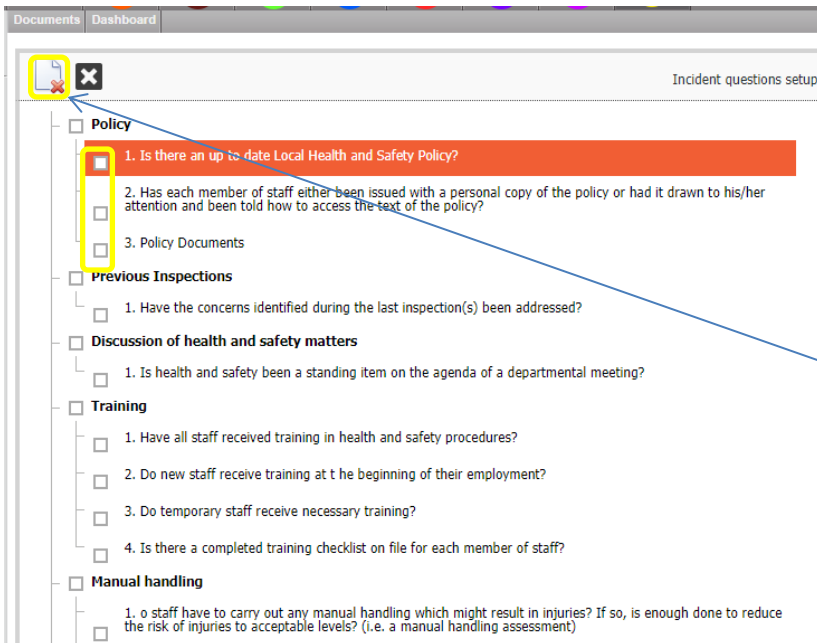 Documents Dashboard
Incident questions setup
Policy
1. Is there an up to date Local Health and Safety Policy?
2. Has each member of staff either been issued with a personal copy of the policy or had it drawn to his/her
attention and been told how to access the text of the policy?
3. Policy Documents
Previous Inspections
1. Have the concerns identified during the last inspection(s) been addressed?
Discussion of health and safety matters
1. Is health and safety been a standing item on the agenda of a departmental meeting?
Training
1. Have all staff received training in health and safety procedures?
2. Do new staff receive training at t he beginning of their employment?
3. Do temporary staff receive necessary training?
4. Is there a completed training checklist on file for each member of staff?
Manual handling
1. o staff have to carry out any manual handling which might result in injuries? If so, is enough done to reduce
the risk of injuries to acceptable levels? (i.e. a manual handling assessment)